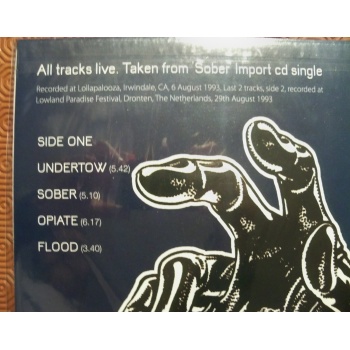 All tracks live. Taken from 'Sober' Import cd single
Recorded at Lollapalooza, Irwindale, CA, 6 August 1993. Last 2 tracks, side 2, recorded at
Lowland Paradise Festival, Dronten, The Netherlands, 29th August 1993
SIDE ONE
UNDERTOW (5.42)
SOBER (5.10)
OPIATE (6.17)
FLOOD (3.40)